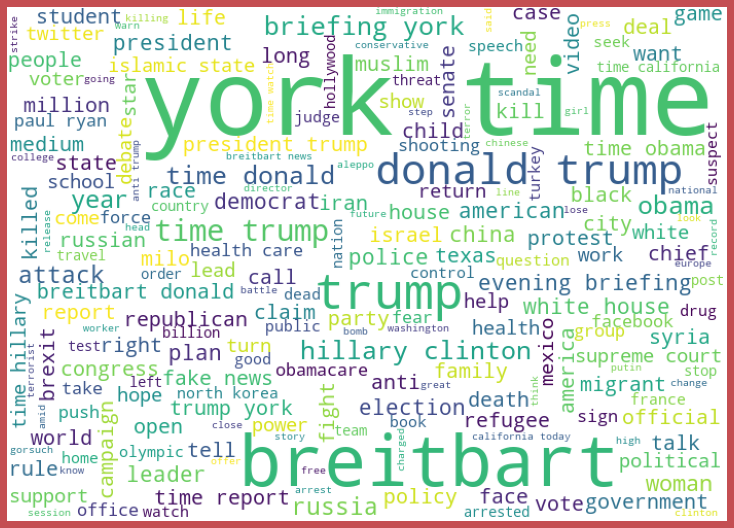 student
killing
warn
life
twitter
strike
immigration
conservative
briefing york
case
said
press
deal
game
president
long
hollywood
speech
need
video
seek
want
people
voter
going
islamic state
star
muslim
threat
senate
scandal
time california
york time
million
paul ryan
debate
time watch
judge
show
child
step
terror
kill
girl
medium
president trump
shooting
chinese
time obama
suspect
college
state
anti trump
breitbart news
aleppo
donald trump
turkey
national
school
time donald
director
return
line
black
obama
killed
year
race
democrat
iran
house
american
lose
city
look
release
come
force
country
future
head
time trump
israel
china
protest
white
record
russian
travel
milo
health care
nation
police
texas
question
work
chief
europe
attack
order
lead
call
control
evening briefing
post
breitbart donald
battle
dead
trump
help
white house
drug
time hillary
report
worker
republican
billion
claim
public
party
fear
bomb
washington
health
mexico
america
group
facebook
syria
terrorist
brexit
test
right
plan
turn
good
hillary clinton
supreme court
putin
stop
congress
take
left
fake news
obamacare
anti
great
family
think
migrant
change
amid
push
hope
north korea
trump york
fight
election
death
refugee
sign
france
official
gorsuch
world
campaign
open
close
power
team
book
charged
california today
high
talk
know
home
olympic
tell
story
breitbart
political
rule
leader
offer
free
woman
support
time report
arrest
policy
face
vote
government
session
office
watch
russia
arrested
clinton